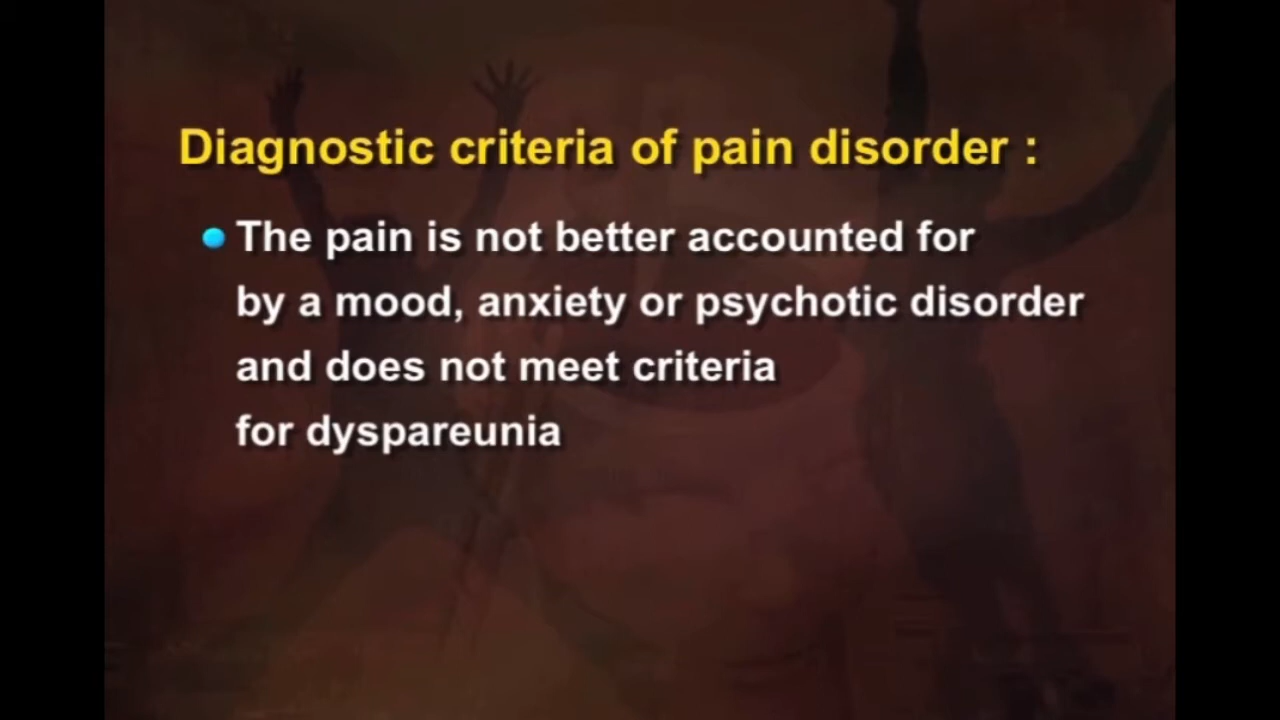 Diagnostic criteria of pain disorder :
The pain is not better accounted for
by a mood, anxiety or psychotic disorder
and does not meet criteria
for dyspareunia